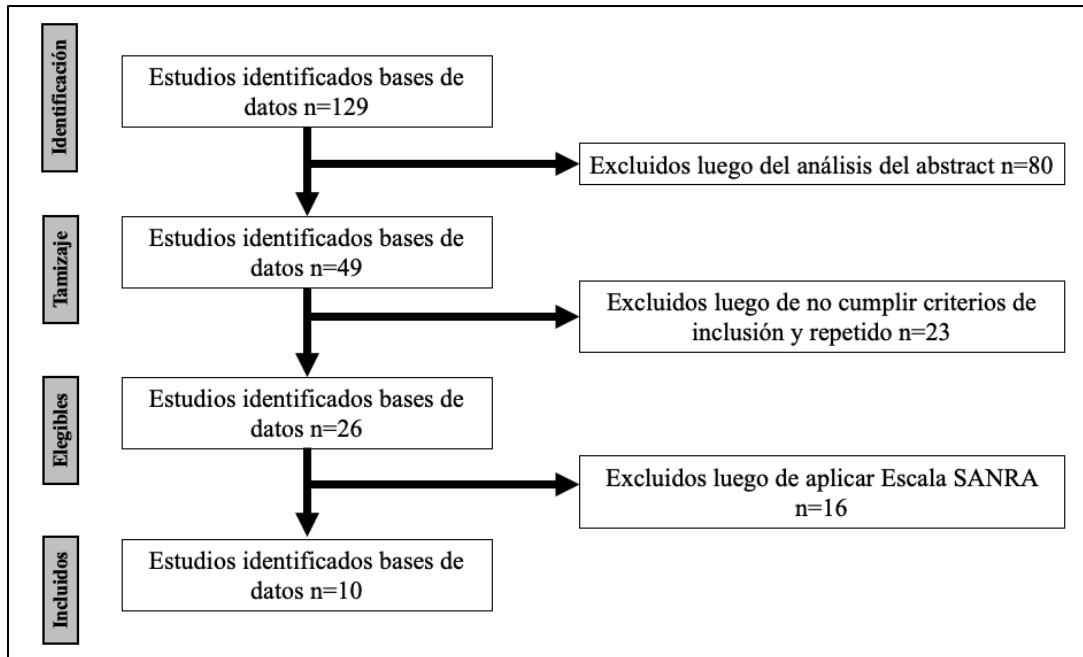 Identificación
Estudios identificados bases de
datos n=129
Excluidos luego del análisis del abstract n=80
Tamizaje
Estudios identificados bases de
datos n=49
Excluidos luego de no cumplir criterios de
inclusión y repetido n=23
Elegibles
Estudios identificados bases de
datos n=26
Excluidos luego de aplicar Escala SANRA
n=16
Incluidos
Estudios identificados bases de
datos n=10